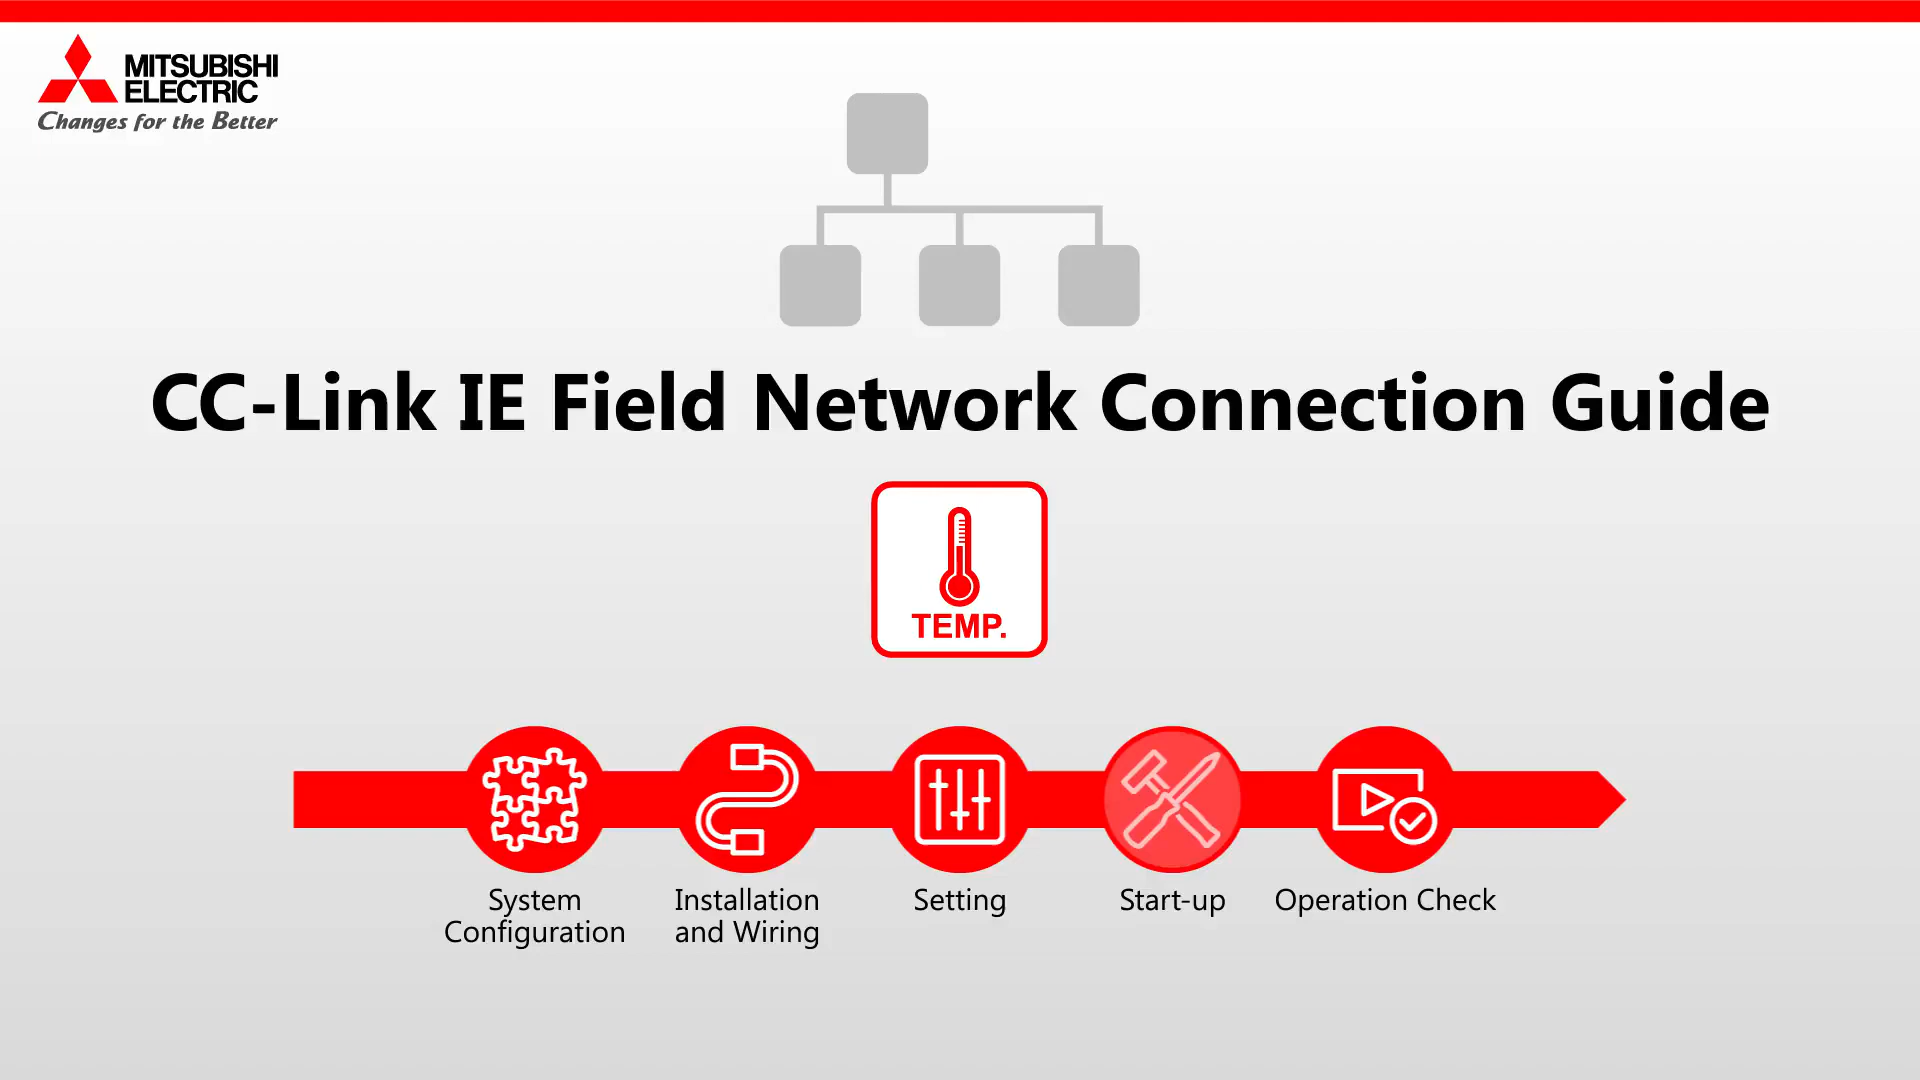 MITSUBISHI
ELECTRIC
Changes for the Better
CC-Link IE Field Network Connection Guide
TEMP.
System
Configuration
Installation
and Wiring
Setting
Start-up
Operation Check